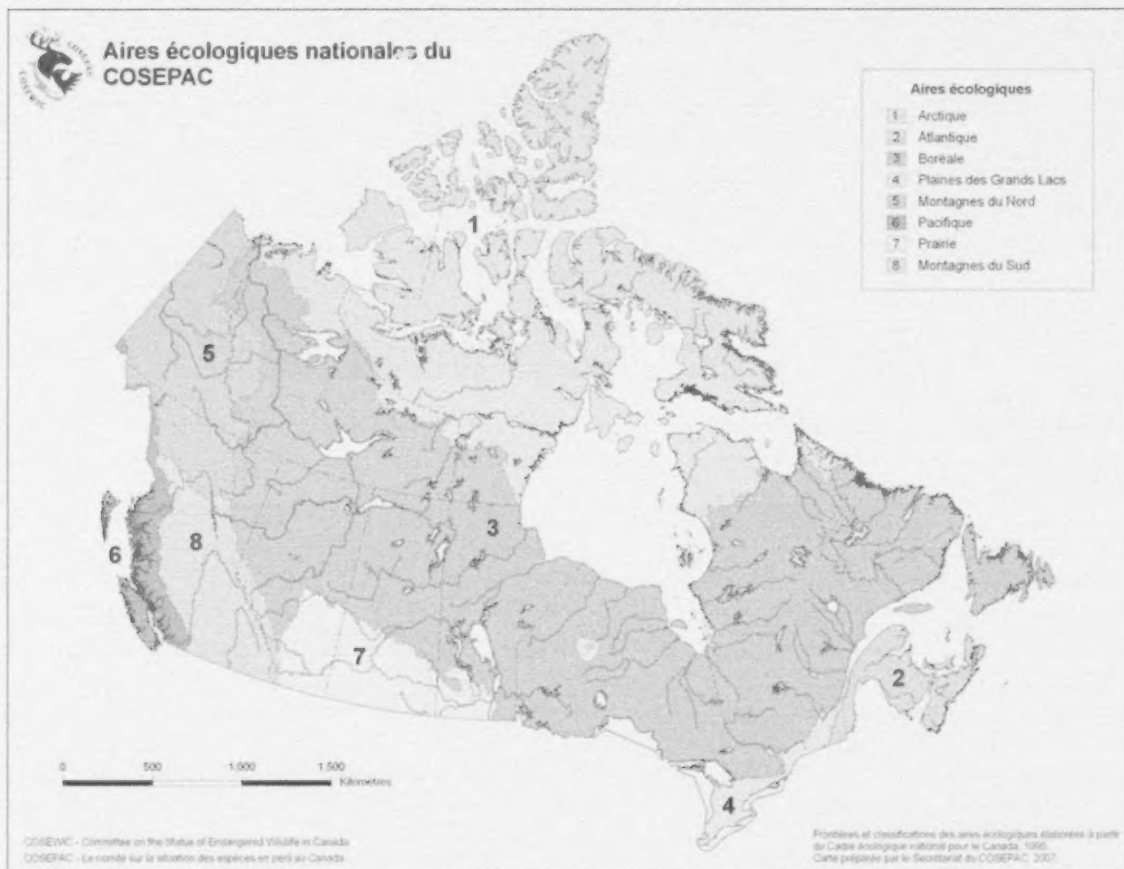 Aires écologiques nationales du
COSEPAC
COSEWIC
COSEPAC
Aires écologiques
1 Arctique
2 Atlantique
3 Boréale
4 Plaines des Grands Lacs
5 Montagnes du Nord
6 Pacifique
7 Prairie
8 Montagnes du Sud
1
5
3
8
6
7
2
4
0 500 1,000 1,500
Kilomètres
COSEWIC - Committee on the Status of Endangered Wildlife in Canada
COSEPAC - Le comité sur la situation des espèces en péril au Canada
Frontières et classifications des aires écologiques élaborées à partir
du Cadre écologique national pour le Canada, 1995.
Carte préparée par le Secrétariat du COSEPAC, 2007.